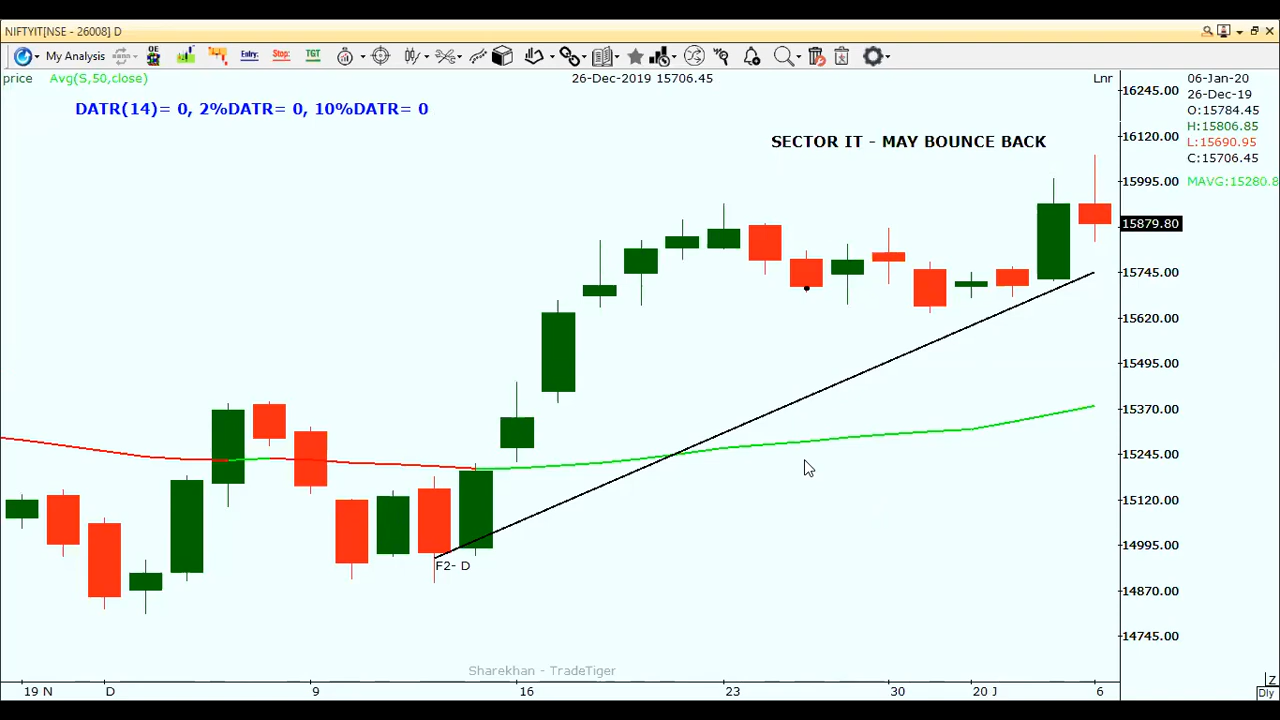 NIFTYIT[NSE - 26008] D
My Analysis
OE
Entry:
Stop:
TGT
price Avg(S,50,close)
26-Dec-2019 15706.45
Lnr
06-Jan-20
26-Dec-19
O:15784.45
H:15806.85
L:15690.95
C:15706.45
MAVG:15280.8
DATR(14)= 0, 2%DATR= 0, 10%DATR= 0
SECTOR IT - MAY BOUNCE BACK
16245.00
16120.00
15995.00
15879.80
15745.00
15620.00
15495.00
15370.00
15245.00
15120.00
14995.00
14870.00
14745.00
F2- D
Sharekhan - TradeTiger
19 N D 9 16 23 30 20 J 6
Z
Dly